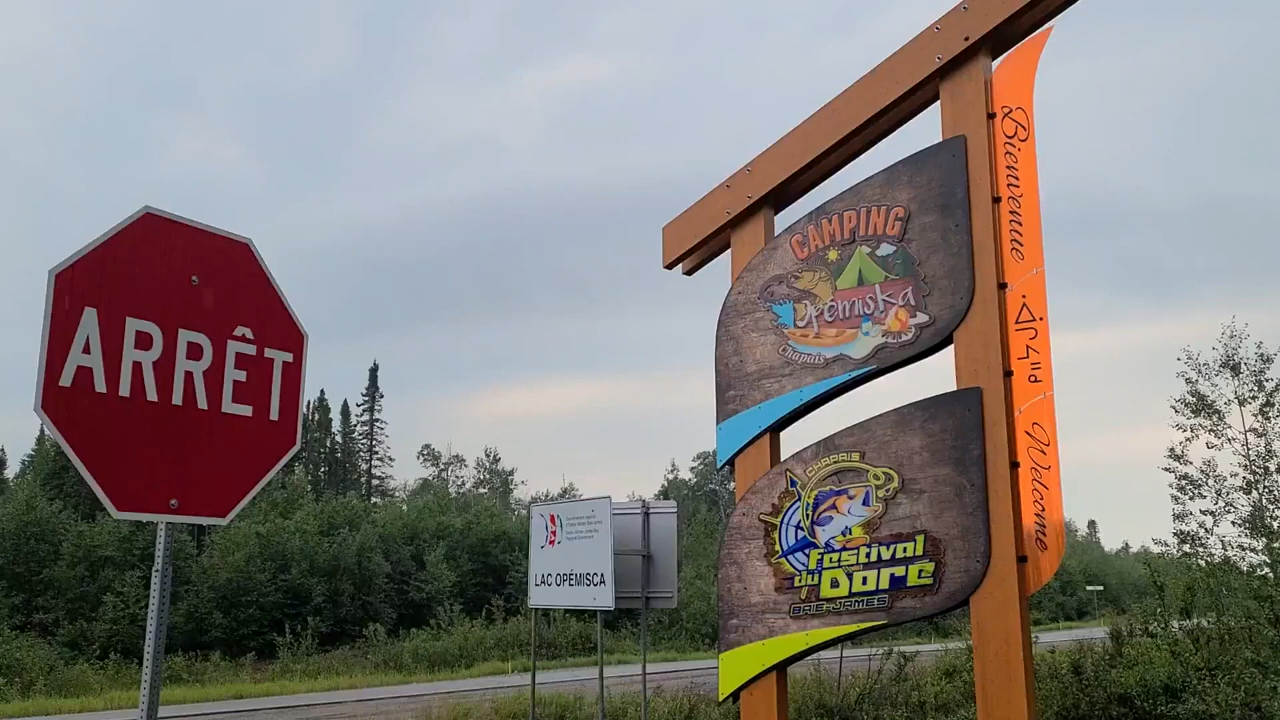 ARRÊT
CAMPING
Opémiska
Chapais
CHAPAIS
Festival
du Doré
BAIE-JAMES
Bienvenue
Welcome
LAC OPÉMISCA